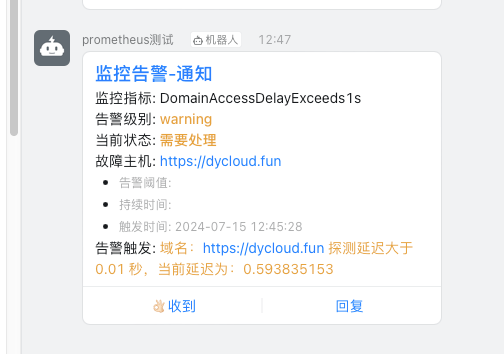 prometheus测试 机器人 12:47
监控告警-通知
监控指标: DomainAccessDelayExceeds1s
告警级别: warning
当前状态: 需要处理
故障主机: https://dycloud.fun
告警阈值:
持续时间:
触发时间: 2024-07-15 12:45:28
告警触发: 域名：https://dycloud.fun 探测延迟大于
0.01 秒，当前延迟为：0.593835153
收到 回复